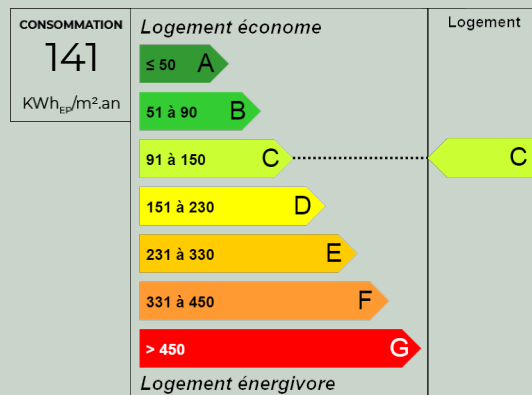 CONSOMMATION
141
KWhEP/m².an
Logement économe
≤ 50 A
51 à 90 B
91 à 150 C
151 à 230 D
231 à 330 E
331 à 450 F
> 450 G
Logement énergivore
Logement
C